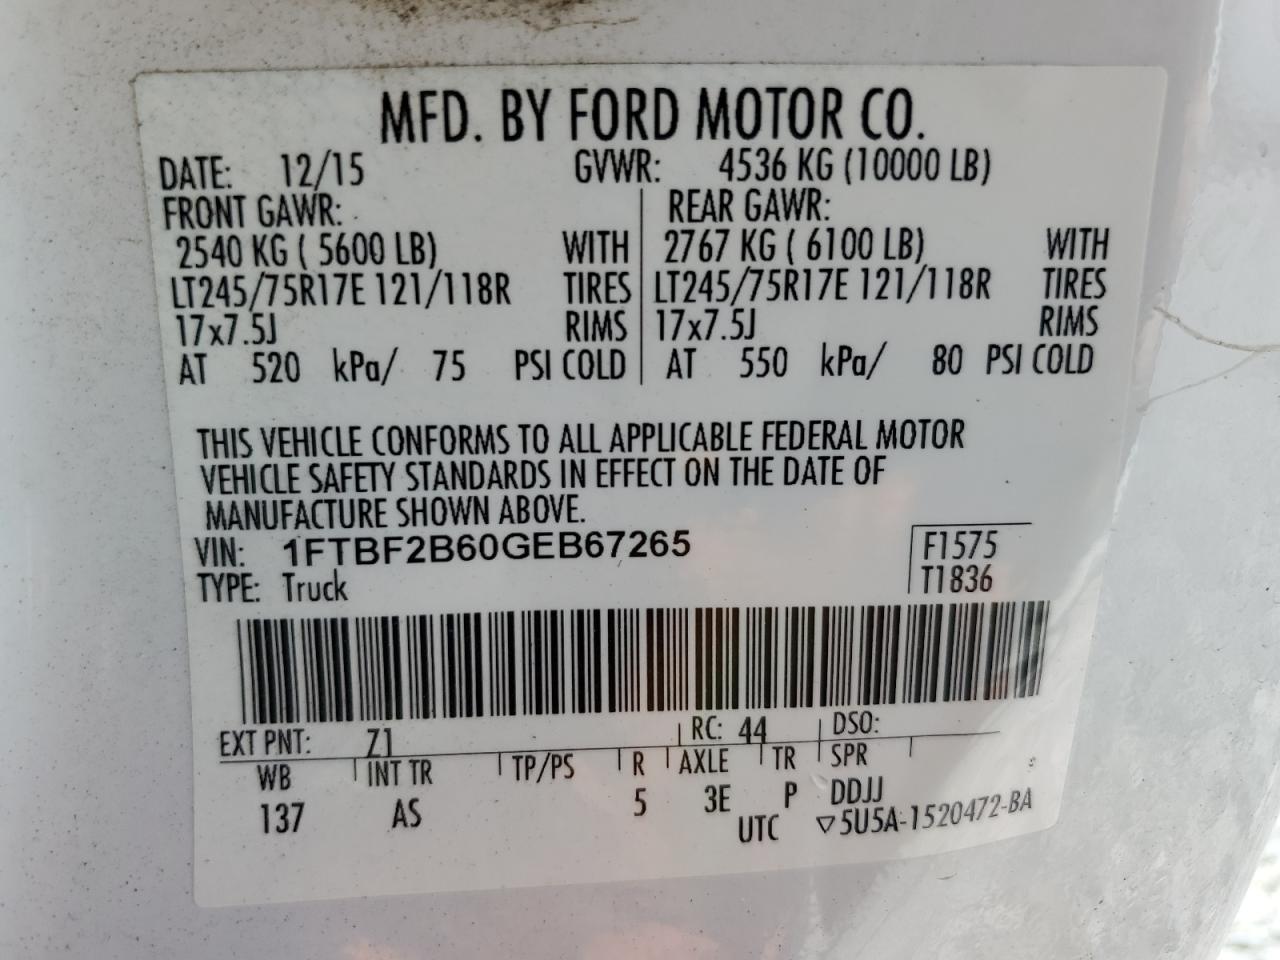 MFD. BY FORD MOTOR CO.
DATE: 12/15 GVWR: 4536 KG (10000 LB)
FRONT GAWR: REAR GAWR:
2540 KG ( 5600 LB) WITH 2767 KG ( 6100 LB) WITH
LT245/75R17E 121/118R TIRES LT245/75R17E 121/118R TIRES
17x7.5J RIMS 17x7.5J RIMS
AT 520 kPa/ 75 PSI COLD AT 550 kPa/ 80 PSI COLD
THIS VEHICLE CONFORMS TO ALL APPLICABLE FEDERAL MOTOR
VEHICLE SAFETY STANDARDS IN EFFECT ON THE DATE OF
MANUFACTURE SHOWN ABOVE.
VIN: 1FTBF2B60GEB67265 F1575
TYPE: Truck T1836
EXT PNT: Z1 RC: 44 DSO:
WB INT TR TP/PS R AXLE TR SPR
137 AS 5 3E P DDJJ
UTC ▽5U5A-1520472-BA